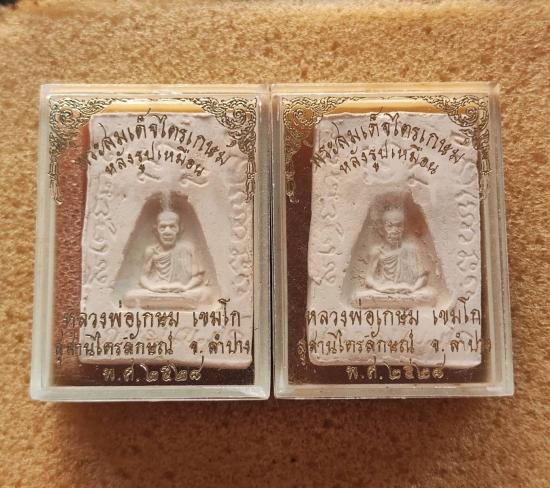 พระสมเด็จไตรเกษม
หลังรูปเหมือน
หลวงพ่อเกษม เขมโก
สุสานไตรลักษณ์ จ.ลำปาง
พ.ศ.๒๕๒๘
พระสมเด็จไตรเกษม
หลังรูปเหมือน
หลวงพ่อเกษม เขมโก
สุสานไตรลักษณ์ จ.ลำปาง
พ.ศ.๒๕๒๘